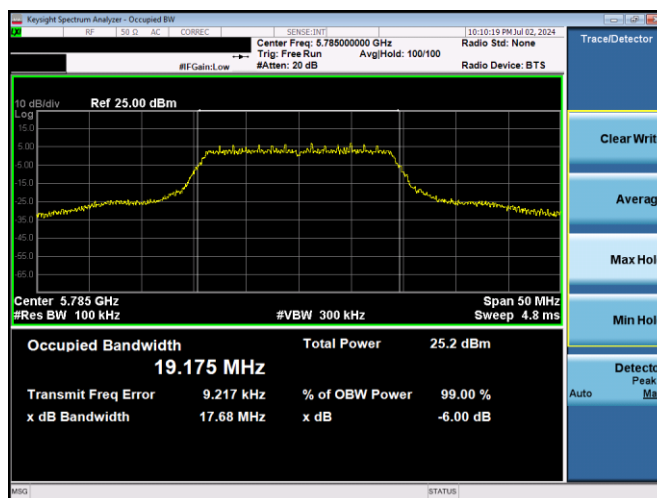 Keysight Spectrum Analyzer - Occupied BW
RF 50 Ω AC CORREC SENSE:INT 10:10:19 PM Jul 02, 2024
Center Freq: 5.785000000 GHz Radio Std: None
Trig: Free Run Avg|Hold: 100/100
#IFGain:Low #Atten: 20 dB Radio Device: BTS
Trace/Detector
10 dB/div Ref 25.00 dBm
Log
15.0
5.00
-5.00
-15.0
-25.0
-35.0
-45.0
-55.0
-65.0
Center 5.785 GHz Span 50 MHz
#Res BW 100 kHz #VBW 300 kHz Sweep 4.8 ms
Occupied Bandwidth Total Power 25.2 dBm
19.175 MHz
Transmit Freq Error 9.217 kHz % of OBW Power 99.00 %
x dB Bandwidth 17.68 MHz x dB -6.00 dB
Clear Writ
Averag
Max Hol
Min Hol
Detecto
Peak
Auto Ma
MSG STATUS